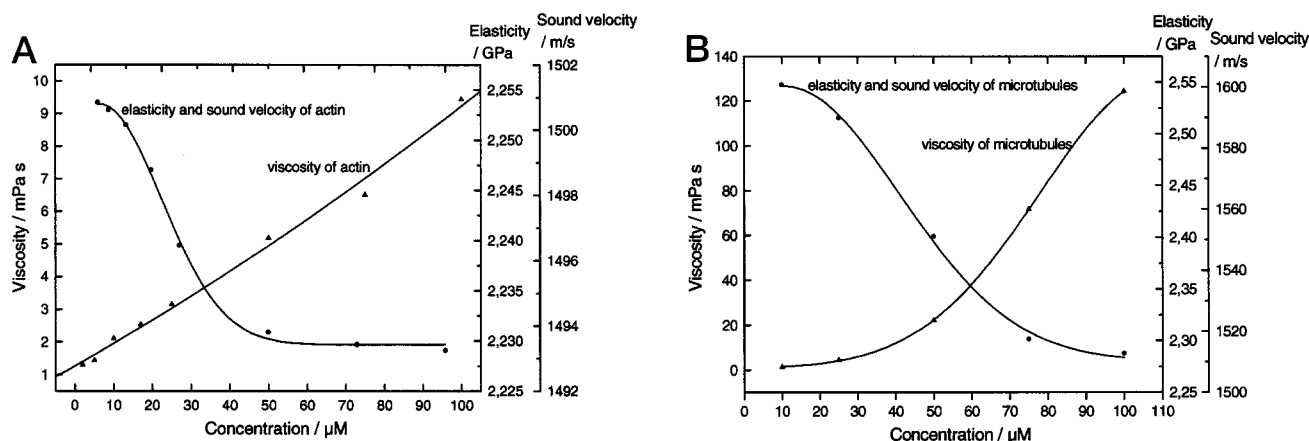 A
Elasticity
/ GPa
Sound velocity
/ m/s
Viscosity / mPa s
10
9
8
7
6
5
4
3
2
1
elasticity and sound velocity of actin
viscosity of actin
2,255
2,250
2,245
2,240
2,235
2,230
2,225
1502
1500
1498
1496
1494
1492
0 10 20 30 40 50 60 70 80 90 100
Concentration / µM
B
Elasticity
/ GPa
Sound velocity
m/s
Viscosity / mPa s
140
120
100
80
60
40
20
0
elasticity and sound velocity of microtubules
viscosity of microtubules
2,55
2,50
2,45
2,40
2,35
2,30
2,25
1600
1580
1560
1540
1520
1500
0 10 20 30 40 50 60 70 80 90 100 110
Concentration / µM